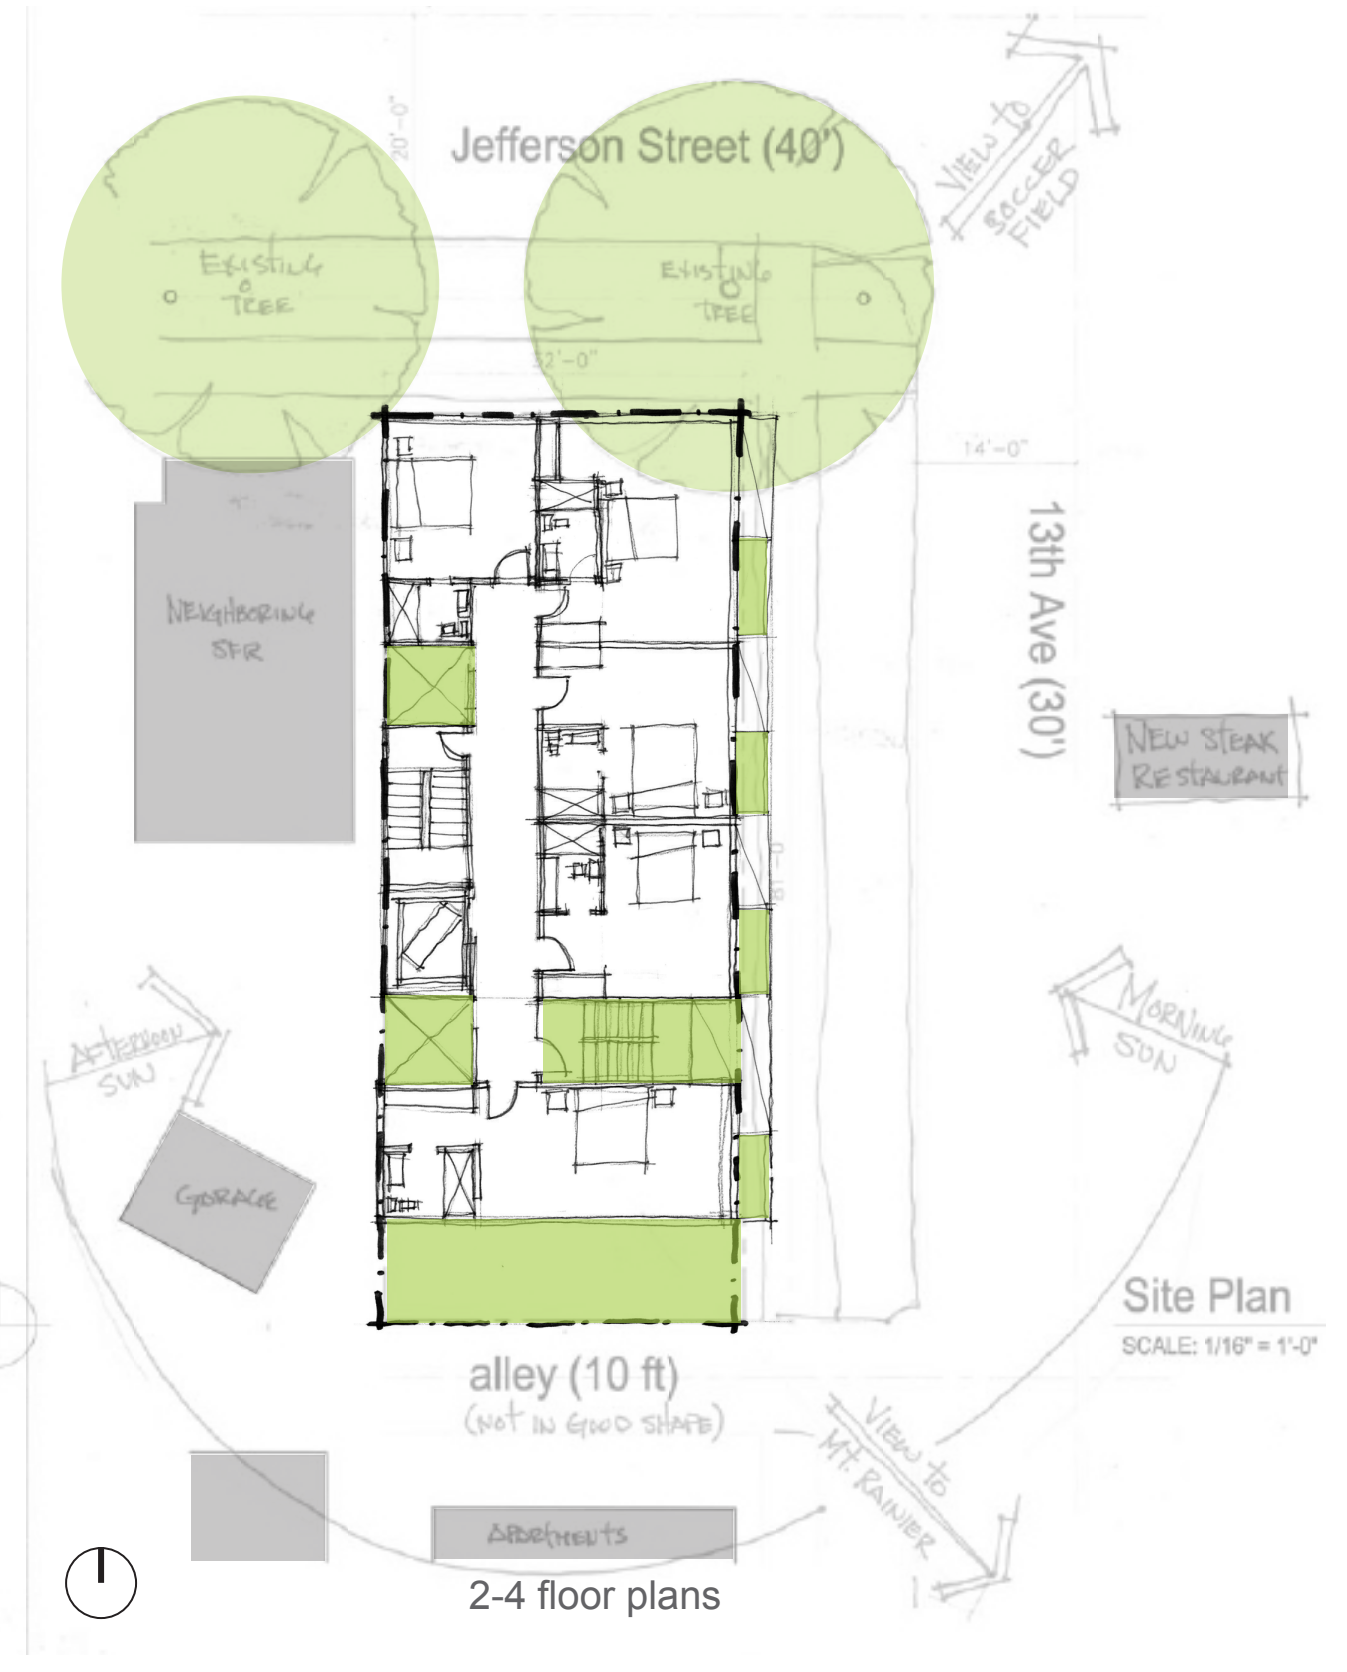 20'-0"
Jefferson Street (40')
VIEW to
SOCCER
FIELD
EXISTING
TREE
EXISTING
TREE
32'-0"
14'-0"
13th Ave (30')
NEIGHBORING
SFR
NEW STEAK
RESTAURANT
AFTERNOON
SUN
MORNING
SUN
GARAGE
Site Plan
SCALE: 1/16" = 1'-0"
alley (10 ft)
(NOT IN GOOD SHAPE)
VIEW to
MT. RAINIER
APARTMENTS
2-4 floor plans